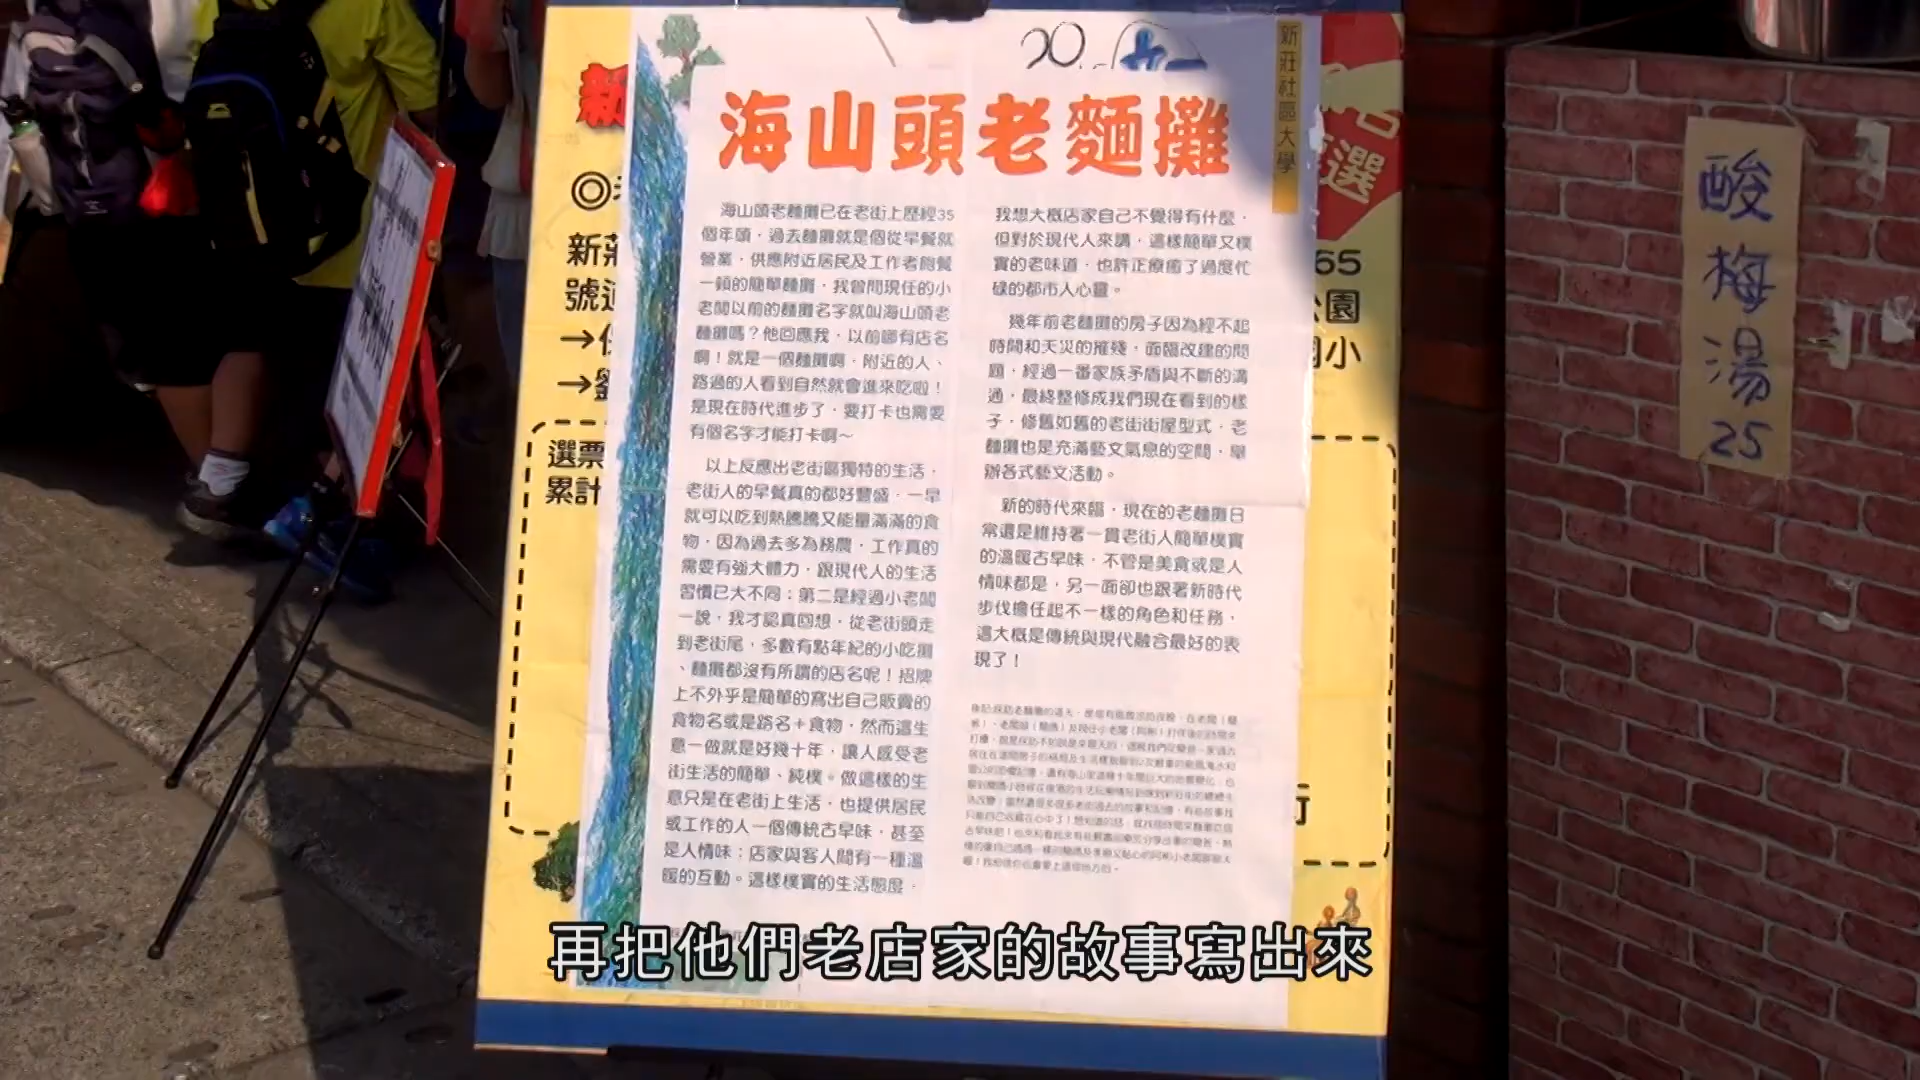 海山頭老麵攤
新莊社區大學
海山頭老麵攤已在老街上歷經35
個年頭，過去麵攤就是個從早餐就
營業，供應附近居民及工作者飽餐
一頓的簡單麵攤，我曾問現任的小
老闆以前的麵攤名字就叫海山頭老
麵攤嗎？他回應我，以前哪有店名
啊！就是一個麵攤啊，附近的人、
路過的人看到自然就會進來吃啦！
是現在時代進步了，要打卡也需要
有個名字才能打卡啊～
以上反應出老街區獨特的生活，
老街人的早餐真的都好豐盛，一早
就可以吃到熱騰騰又能量滿滿的食
物，因為過去多為務農，工作真的
需要有強大體力，跟現代人的生活
習慣已大不同；第二是經過小老闆
一說，我才認真回想，從老街頭走
到老街尾，多數有點年紀的小吃攤
、麵攤都沒有所謂的店名呢！招牌
上不外乎是簡單的寫出自己販賣的
食物名或是路名＋食物，然而這生
意一做就是好幾十年，讓人感受老
街生活的簡單、純樸。做這樣的生
意只是在老街上生活，也提供居民
或工作的人一個傳統古早味，甚至
是人情味：店家與客人間有一種溫
暖的互動。這樣樸實的生活態度，
我想大概店家自己不覺得有什麼，
但對於現代人來講，這樣簡單又樸
實的老味道，也許正療癒了過度忙
碌的都市人心靈。
幾年前老麵攤的房子因為經不起
時間和天災的摧殘，面臨改建的問
題，經過一番家族矛盾與不斷的溝
通，最終整修成我們現在看到的樣
子，修舊如舊的老街街屋型式，老
麵攤也是充滿藝文氣息的空間，舉
辦各式藝文活動。
新的時代來臨，現在的老麵攤日
常還是維持著一貫老街人簡單樸實
的溫暖古早味，不管是美食或是人
情味都是，另一面卻也跟著新時代
步伐擔任起不一樣的角色和任務，
這大概是傳統與現代融合最好的表
現了！
選
新莊
號
選票
累計
65
公園
國小
街
酸梅湯25
再把他們老店家的故事寫出來